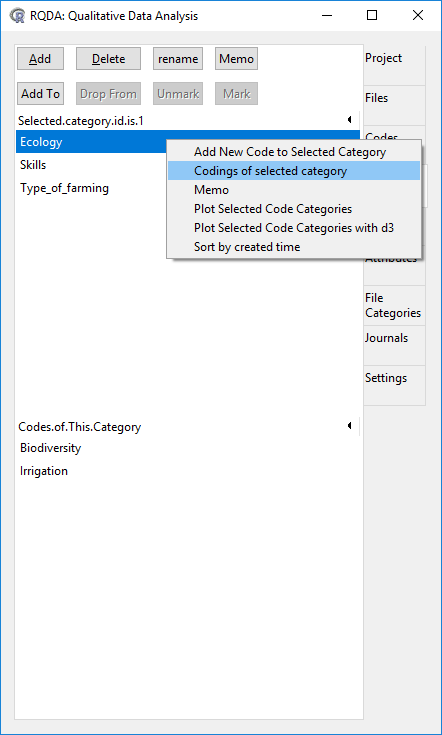 RQDA: Qualitative Data Analysis
Add Delete rename Memo
Add To Drop From Unmark Mark
Selected.category.id.is.1
Ecology
Skills
Type_of_farming
Add New Code to Selected Category
Codings of selected category
Memo
Plot Selected Code Categories
Plot Selected Code Categories with d3
Sort by created time
Codes.of.This.Category
Biodiversity
Irrigation
Project
Files
Codes
Attributes
File
Categories
Journals
Settings